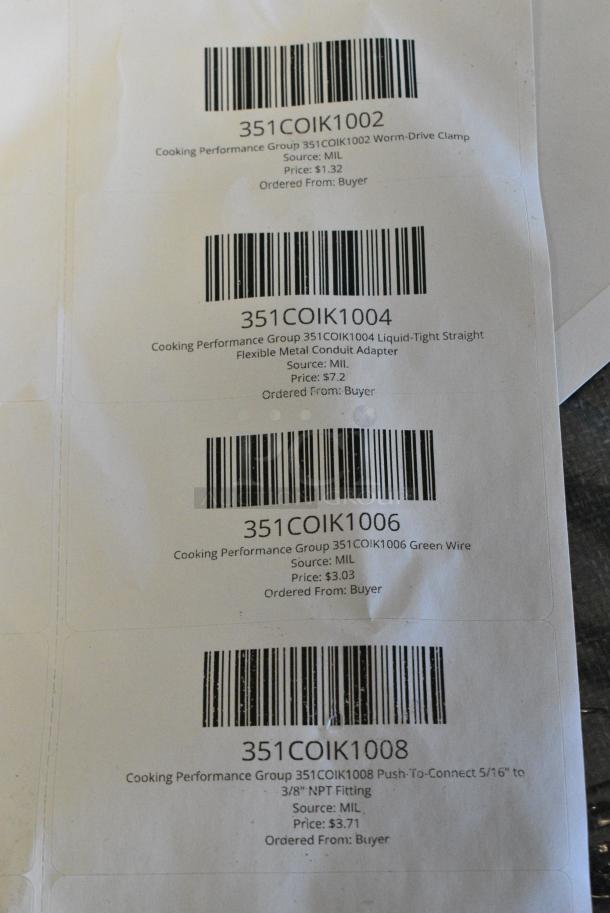 351COIK1002
Cooking Performance Group 351COIK1002 Worm-Drive Clamp
Source: MIL
Price: $1.32
Ordered From: Buyer
351COIK1004
Cooking Performance Group 351COIK1004 Liquid-Tight Straight
Flexible Metal Conduit Adapter
Source: MIL
Price: $7.2
Ordered From: Buyer
351COIK1006
Cooking Performance Group 351COIK1006 Green Wire
Source: MIL
Price: $3.03
Ordered From: Buyer
351COIK1008
Cooking Performance Group 351COIK1008 Push-To-Connect 5/16" to
3/8" NPT Fitting
Source: MIL
Price: $3.71
Ordered From: Buyer